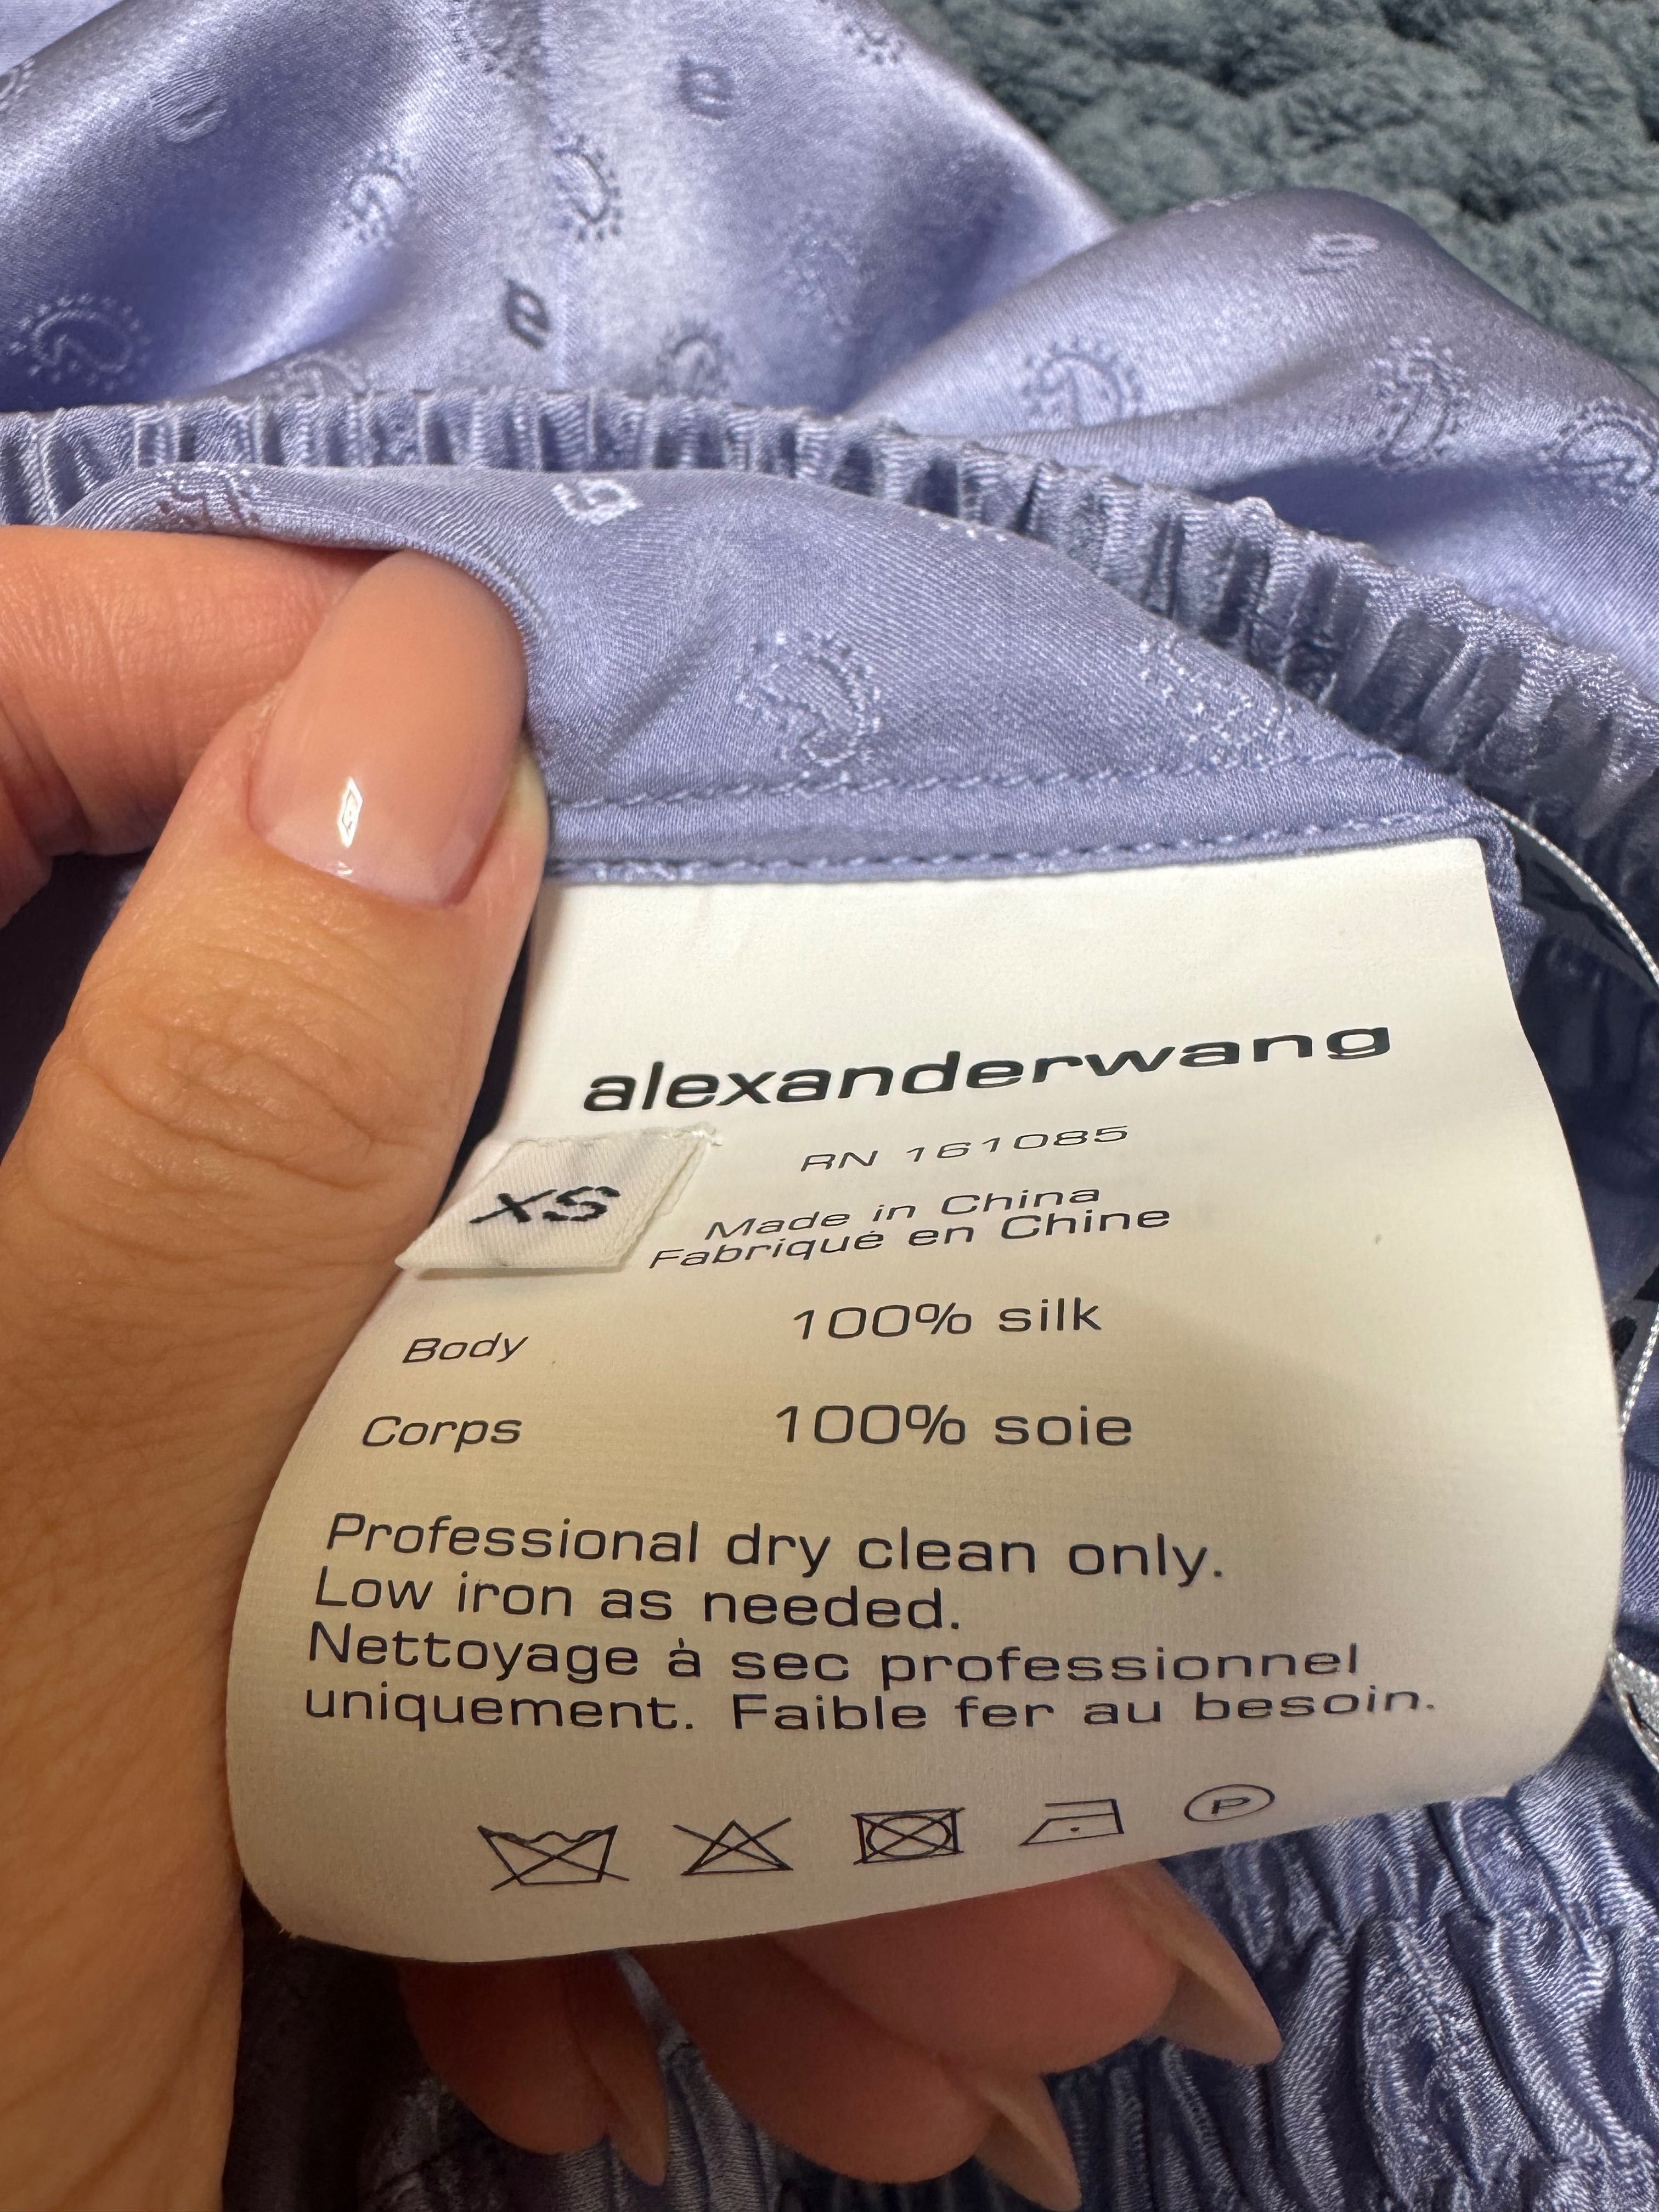 alexanderwang
RN 161085
XS
Made in China
Fabriqué en Chine
Body 100% silk
Corps 100% soie
Professional dry clean only.
Low iron as needed.
Nettoyage à sec professionnel
uniquement. Faible fer au besoin.
P